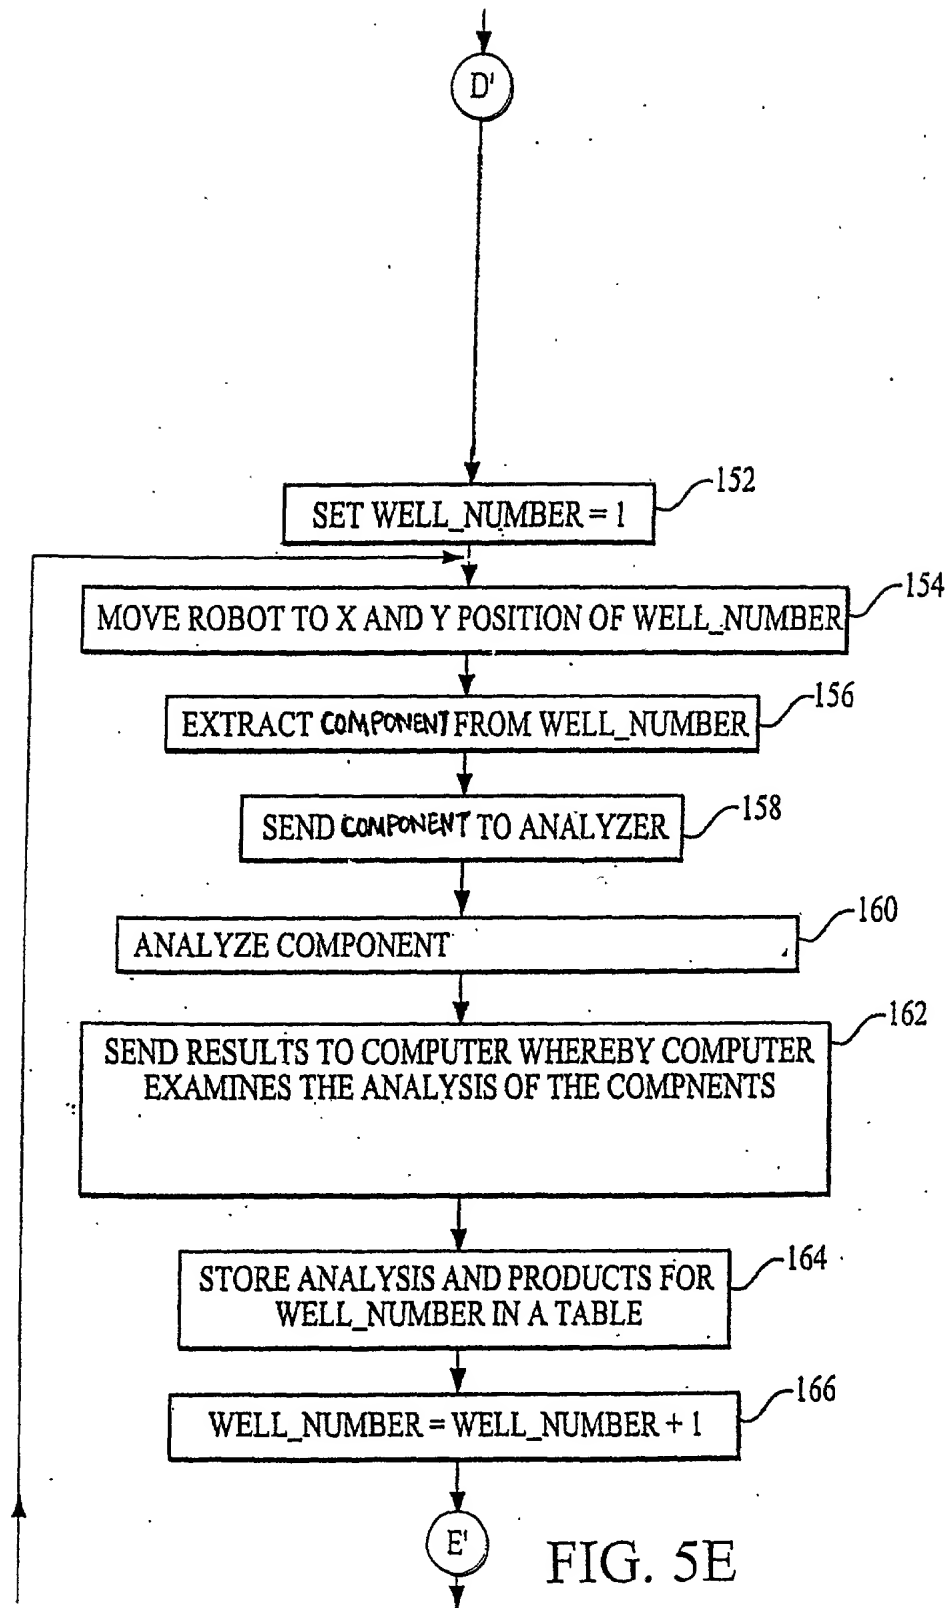 D'
152
SET WELL_NUMBER = 1
154
MOVE ROBOT TO X AND Y POSITION OF WELL_NUMBER
156
EXTRACT COMPONENT FROM WELL_NUMBER
158
SEND COMPONENT TO ANALYZER
160
ANALYZE COMPONENT
162
SEND RESULTS TO COMPUTER WHEREBY COMPUTER
EXAMINES THE ANALYSIS OF THE COMPNENTS
164
STORE ANALYSIS AND PRODUCTS FOR
WELL_NUMBER IN A TABLE
166
WELL_NUMBER = WELL_NUMBER + 1
E'
FIG. 5E